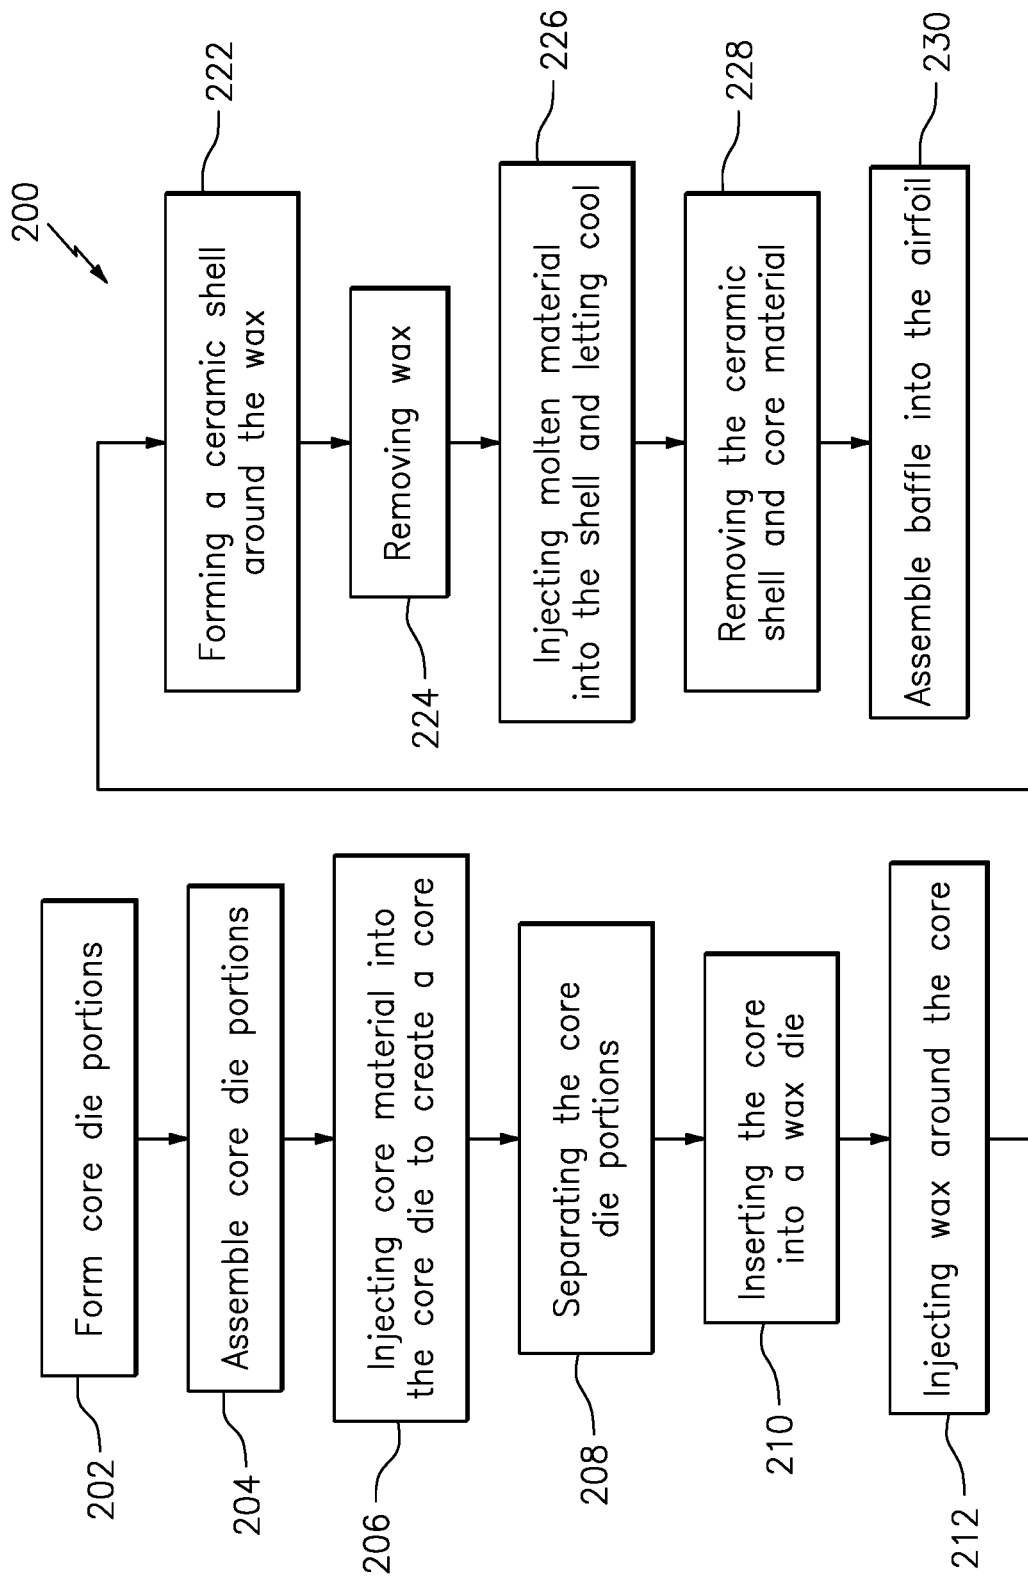 200
Form core die portions
202
Assemble core die portions
204
Injecting core material into
the core die to create a core
206
Separating the core
die portions
208
Inserting the core
into a wax die
210
Injecting wax around the core
212
Forming a ceramic shell
around the wax
222
Removing wax
224
Injecting molten material
into the shell and letting cool
226
Removing the ceramic
shell and core material
228
Assemble baffle into the airfoil
230